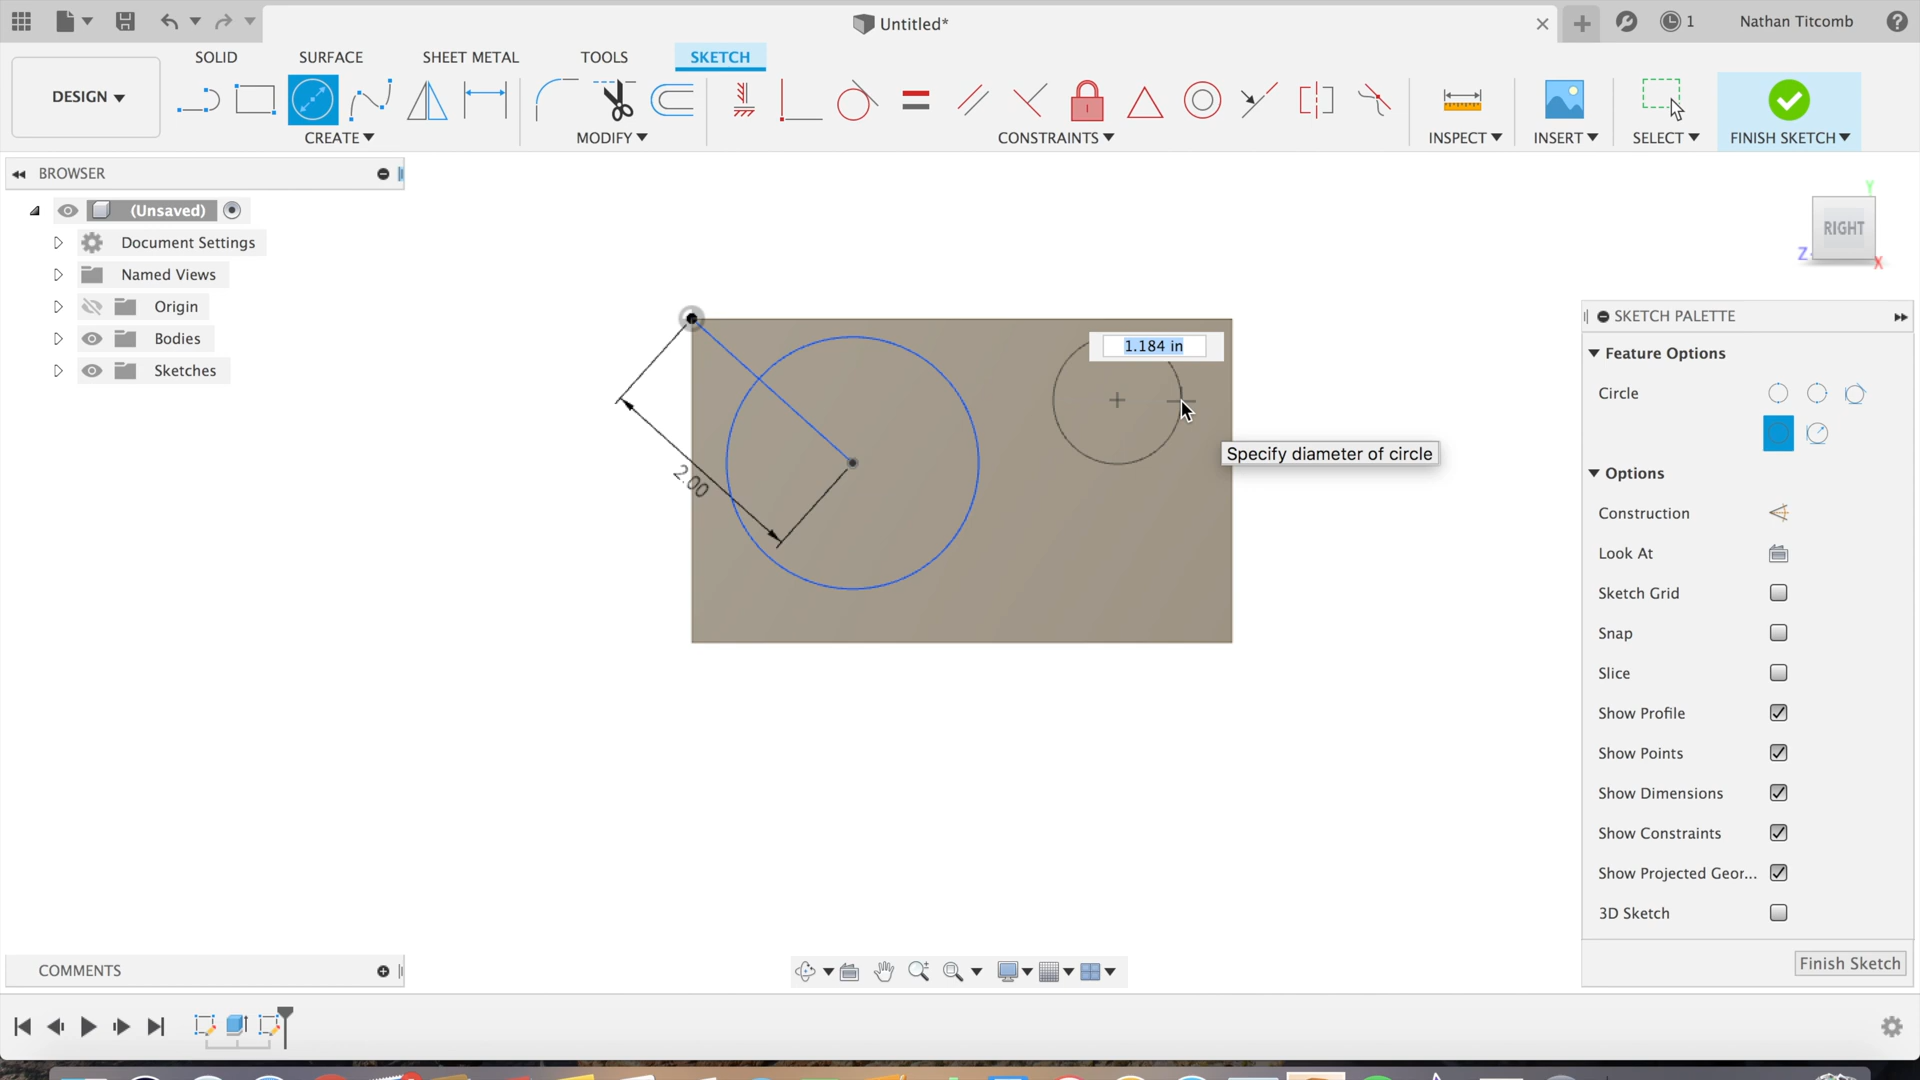 Untitled*
1
Nathan Titcomb
SOLID
SURFACE
SHEET METAL
TOOLS
SKETCH
DESIGN
CREATE
MODIFY
CONSTRAINTS
INSPECT
INSERT
SELECT
FINISH SKETCH
BROWSER
(Unsaved)
Document Settings
Named Views
Origin
Bodies
Sketches
Y
RIGHT
Z
X
1.184 in
Specify diameter of circle
2.00
SKETCH PALETTE
Feature Options
Circle
Options
Construction
Look At
Sketch Grid
Snap
Slice
Show Profile
Show Points
Show Dimensions
Show Constraints
Show Projected Geor...
3D Sketch
Finish Sketch
COMMENTS